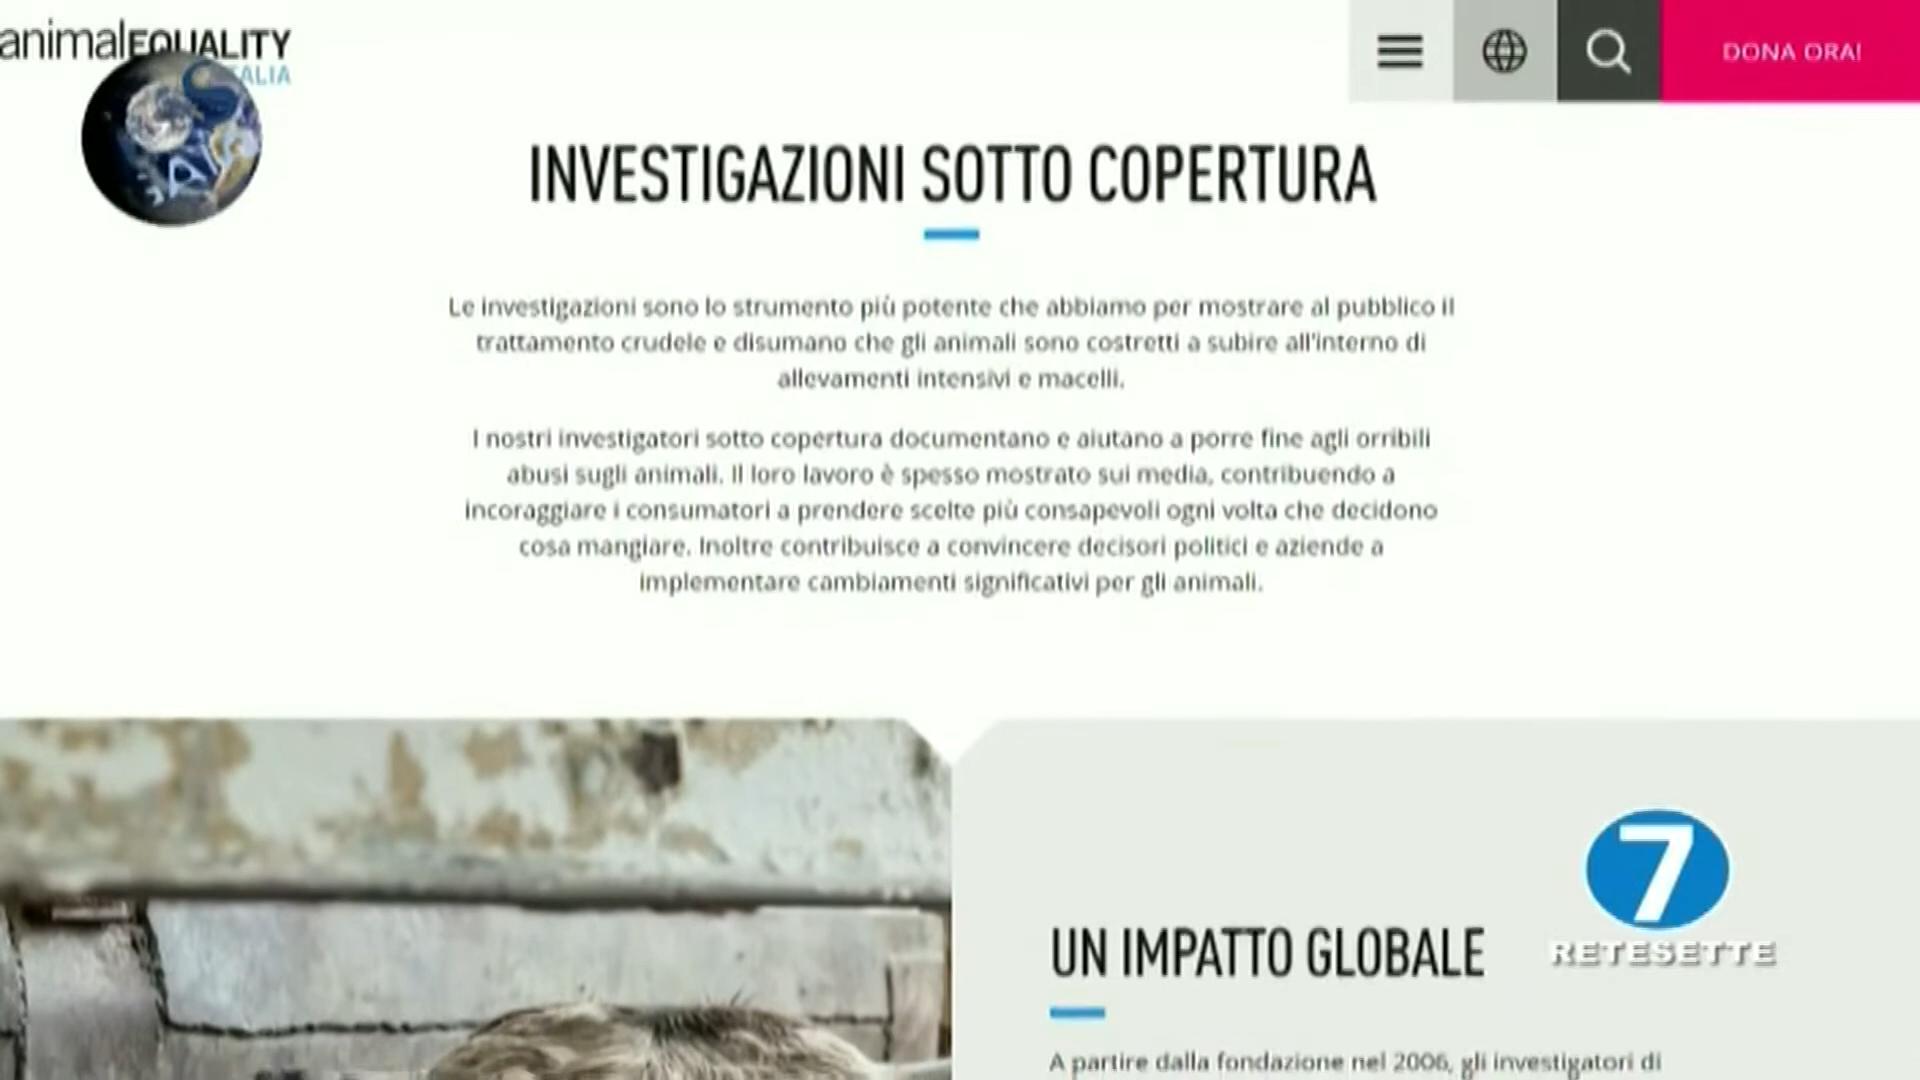 animalEQUALITY
ITALIA
DONA ORA!
INVESTIGAZIONI SOTTO COPERTURA
Le investigazioni sono lo strumento più potente che abbiamo per mostrare al pubblico il
trattamento crudele e disumano che gli animali sono costretti a subire all'interno di
allevamenti intensivi e macelli.
I nostri investigatori sotto copertura documentano e aiutano a porre fine agli orribili
abusi sugli animali. Il loro lavoro è spesso mostrato sui media, contribuendo a
incoraggiare i consumatori a prendere scelte più consapevoli ogni volta che decidono
cosa mangiare. Inoltre contribuisce a convincere decisori politici e aziende a
implementare cambiamenti significativi per gli animali.
7
RETESETTE
UN IMPATTO GLOBALE
A partire dalla fondazione nel 2006, gli investigatori di